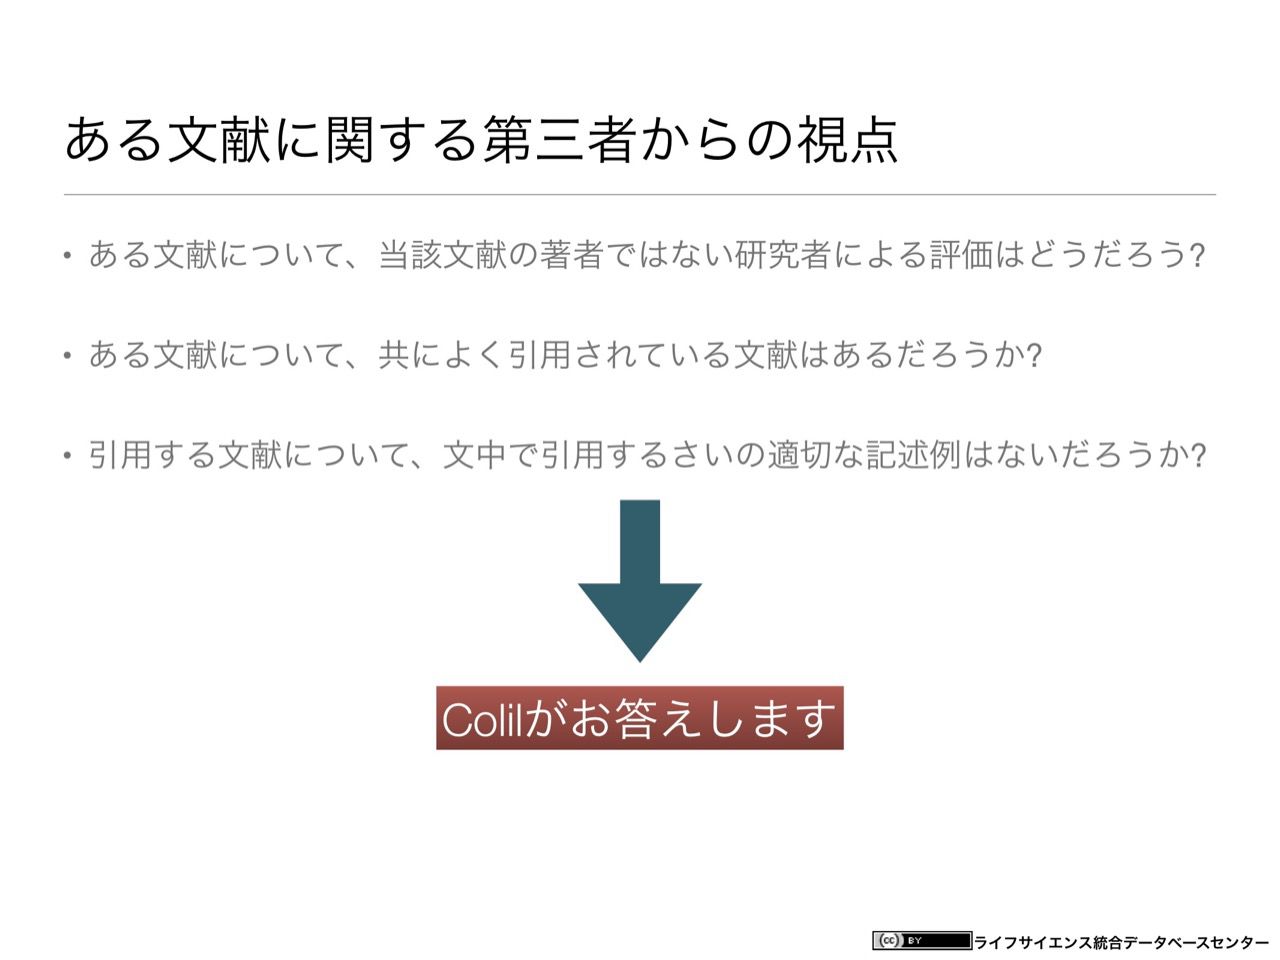 ある文献に関する第三者からの視点
• ある文献について、当該文献の著者ではない研究者による評価はどうだろう?
• ある文献について、共によく引用されている文献はあるだろうか?
• 引用する文献について、文中で引用するさいの適切な記述例はないだろうか?
Colilがお答えします
cc BY ライフサイエンス統合データベースセンター